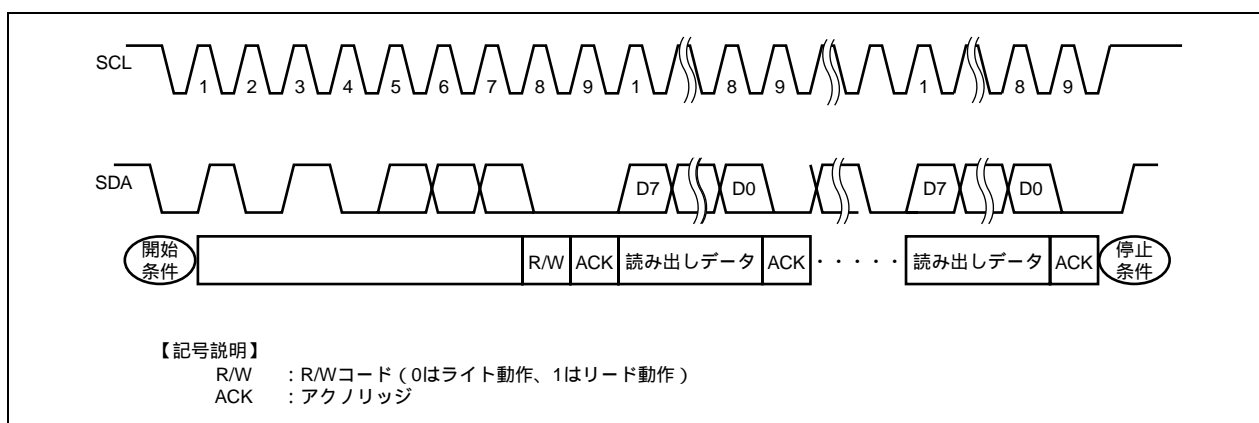 SCL
1 2 3 4 5 6 7 8 9 1 8 9 1 8 9
SDA
D7 D0 D7 D0
開始
条件
R/W ACK 読み出しデータ ACK ・・・・・ 読み出しデータ ACK
停止
条件
【記号説明】
R/W :R/Wコード(0はライト動作、1はリード動作)
ACK :アクノリッジ